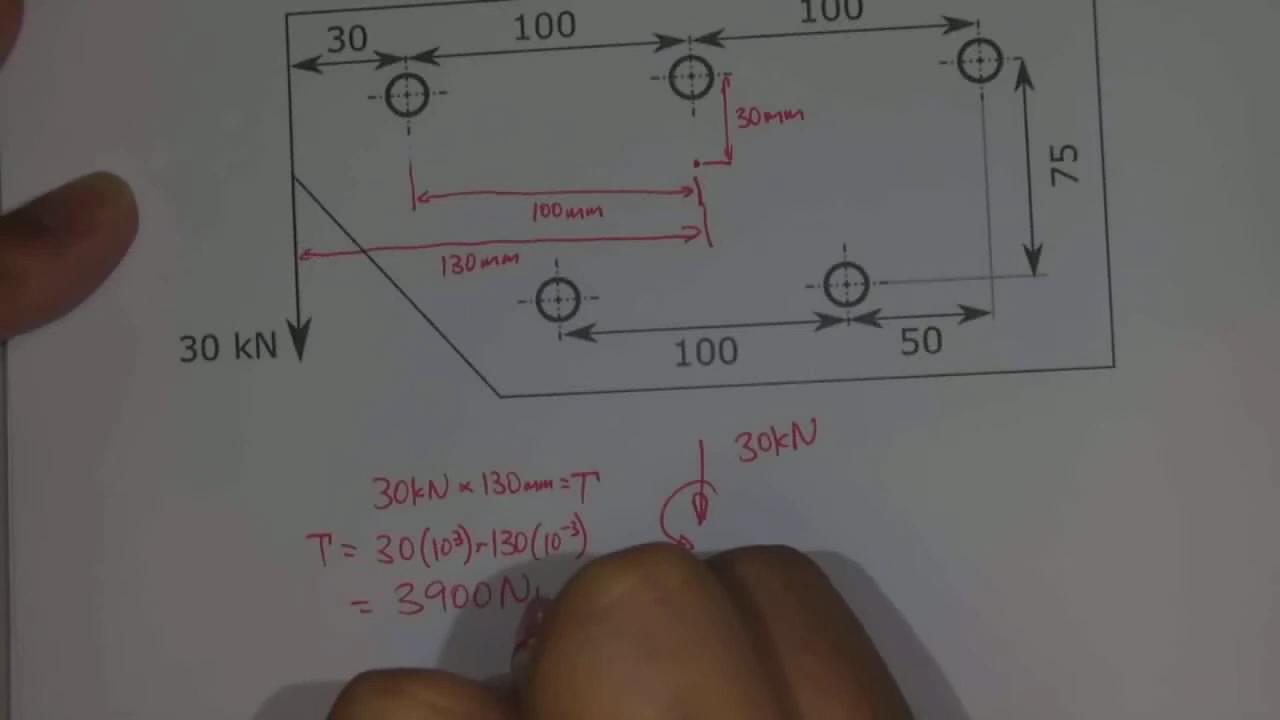 30
100
100
30mm
75
100mm
130mm
30 kN
100
50
30kN
30kN × 130mm = T
T = 30(10³) · 130(10⁻³)
= 3900N